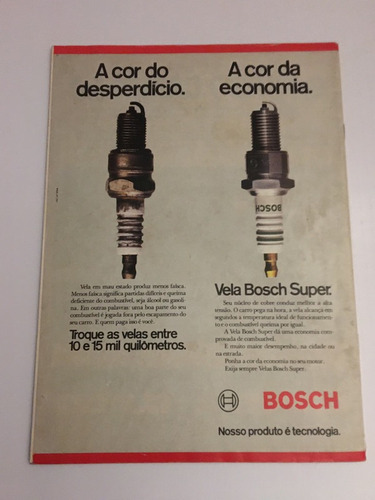 A cor do
desperdício.
Vela em mau estado produz menos faísca.
Menos faísca significa partidas difíceis e queima
deficiente do combustível, seja álcool ou gasoli-
na. Em outras palavras: uma boa parte do seu
combustível é jogada fora pelo escapamento do
seu carro. E quem paga isso é você.
Troque as velas entre
10 e 15 mil quilômetros.
A cor da
economia.
BOSCH
Vela Bosch Super.
Seu núcleo de cobre conduz melhor a alta
tensão. O carro pega na hora, a vela alcança em
seguida a temperatura ideal de funcionamen-
to e o combustível queima por igual.
A Vela Bosch Super dá uma economia com-
provada de combustível.
E muito maior desempenho, na cidade ou
na estrada.
Ponha a cor da economia no seu motor.
Exija sempre Velas Bosch Super.
BOSCH
Nosso produto é tecnologia.